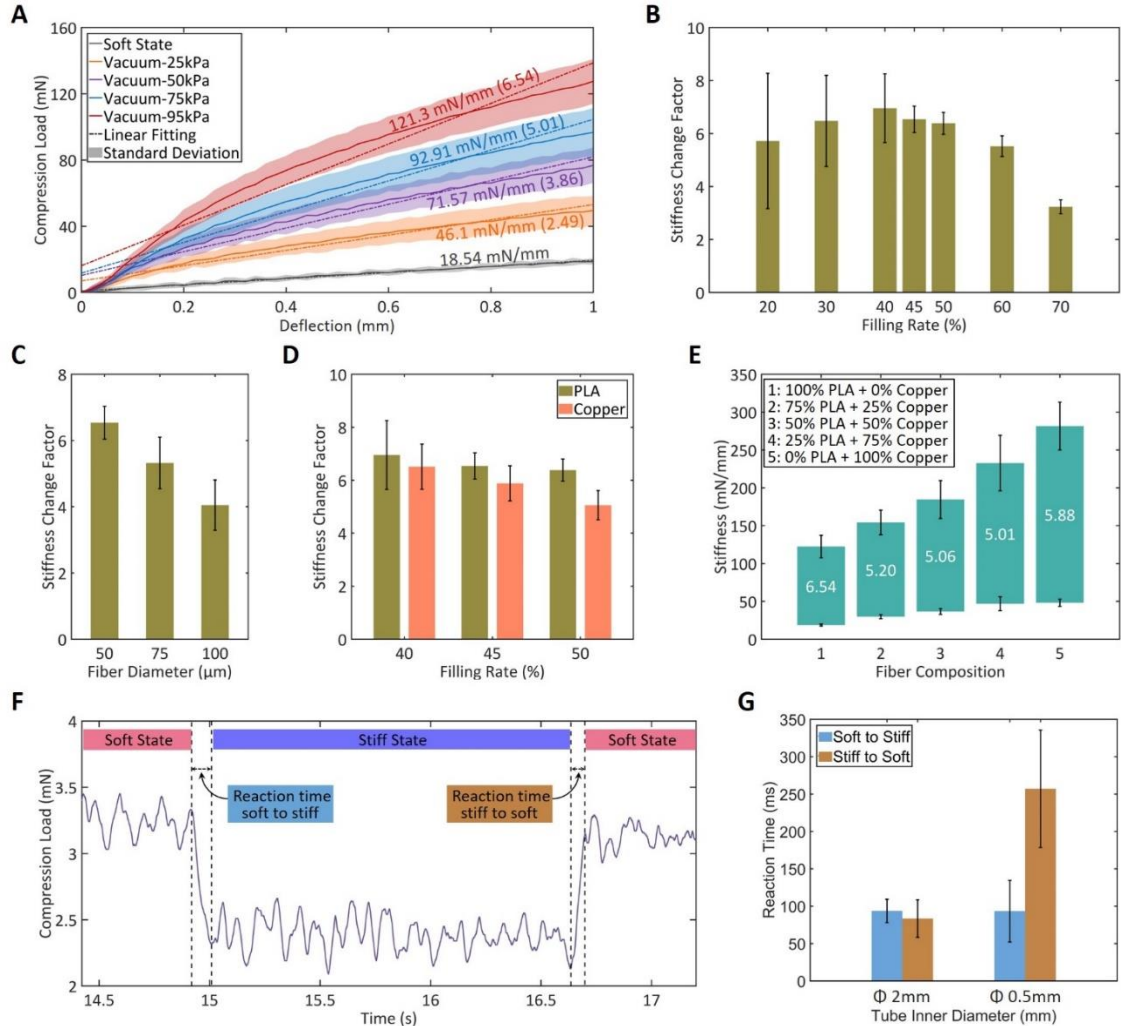 A
160
120
80
40
0
Compression Load (mN)
Soft State
Vacuum-25kPa
Vacuum-50kPa
Vacuum-75kPa
Vacuum-95kPa
Linear Fitting
Standard Deviation
121.3 mN/mm (6.54)
92.91 mN/mm (5.01)
71.57 mN/mm (3.86)
46.1 mN/mm (2.49)
18.54 mN/mm
0 0.2 0.4 0.6 0.8 1
Deflection (mm)
B
10
8
6
4
2
0
Stiffness Change Factor
20 30 40 45 50 60 70
Filling Rate (%)
C
8
6
4
2
0
Stiffness Change Factor
50 75 100
Fiber Diameter (μm)
D
10
8
6
4
2
0
Stiffness Change Factor
PLA
Copper
40 45 50
Filling Rate (%)
E
350
300
250
200
150
100
50
0
Stiffness (mN/mm)
1: 100% PLA + 0% Copper
2: 75% PLA + 25% Copper
3: 50% PLA + 50% Copper
4: 25% PLA + 75% Copper
5: 0% PLA + 100% Copper
6.54
5.20
5.06
5.01
5.88
1 2 3 4 5
Fiber Composition
F
4
3.5
3
2.5
2
Compression Load (mN)
Soft State
Stiff State
Soft State
Reaction time
soft to stiff
Reaction time
stiff to soft
14.5 15 15.5 16 16.5 17
Time (s)
G
350
300
250
200
150
100
50
0
Reaction Time (ms)
Soft to Stiff
Stiff to Soft
Φ 2mm Φ 0.5mm
Tube Inner Diameter (mm)